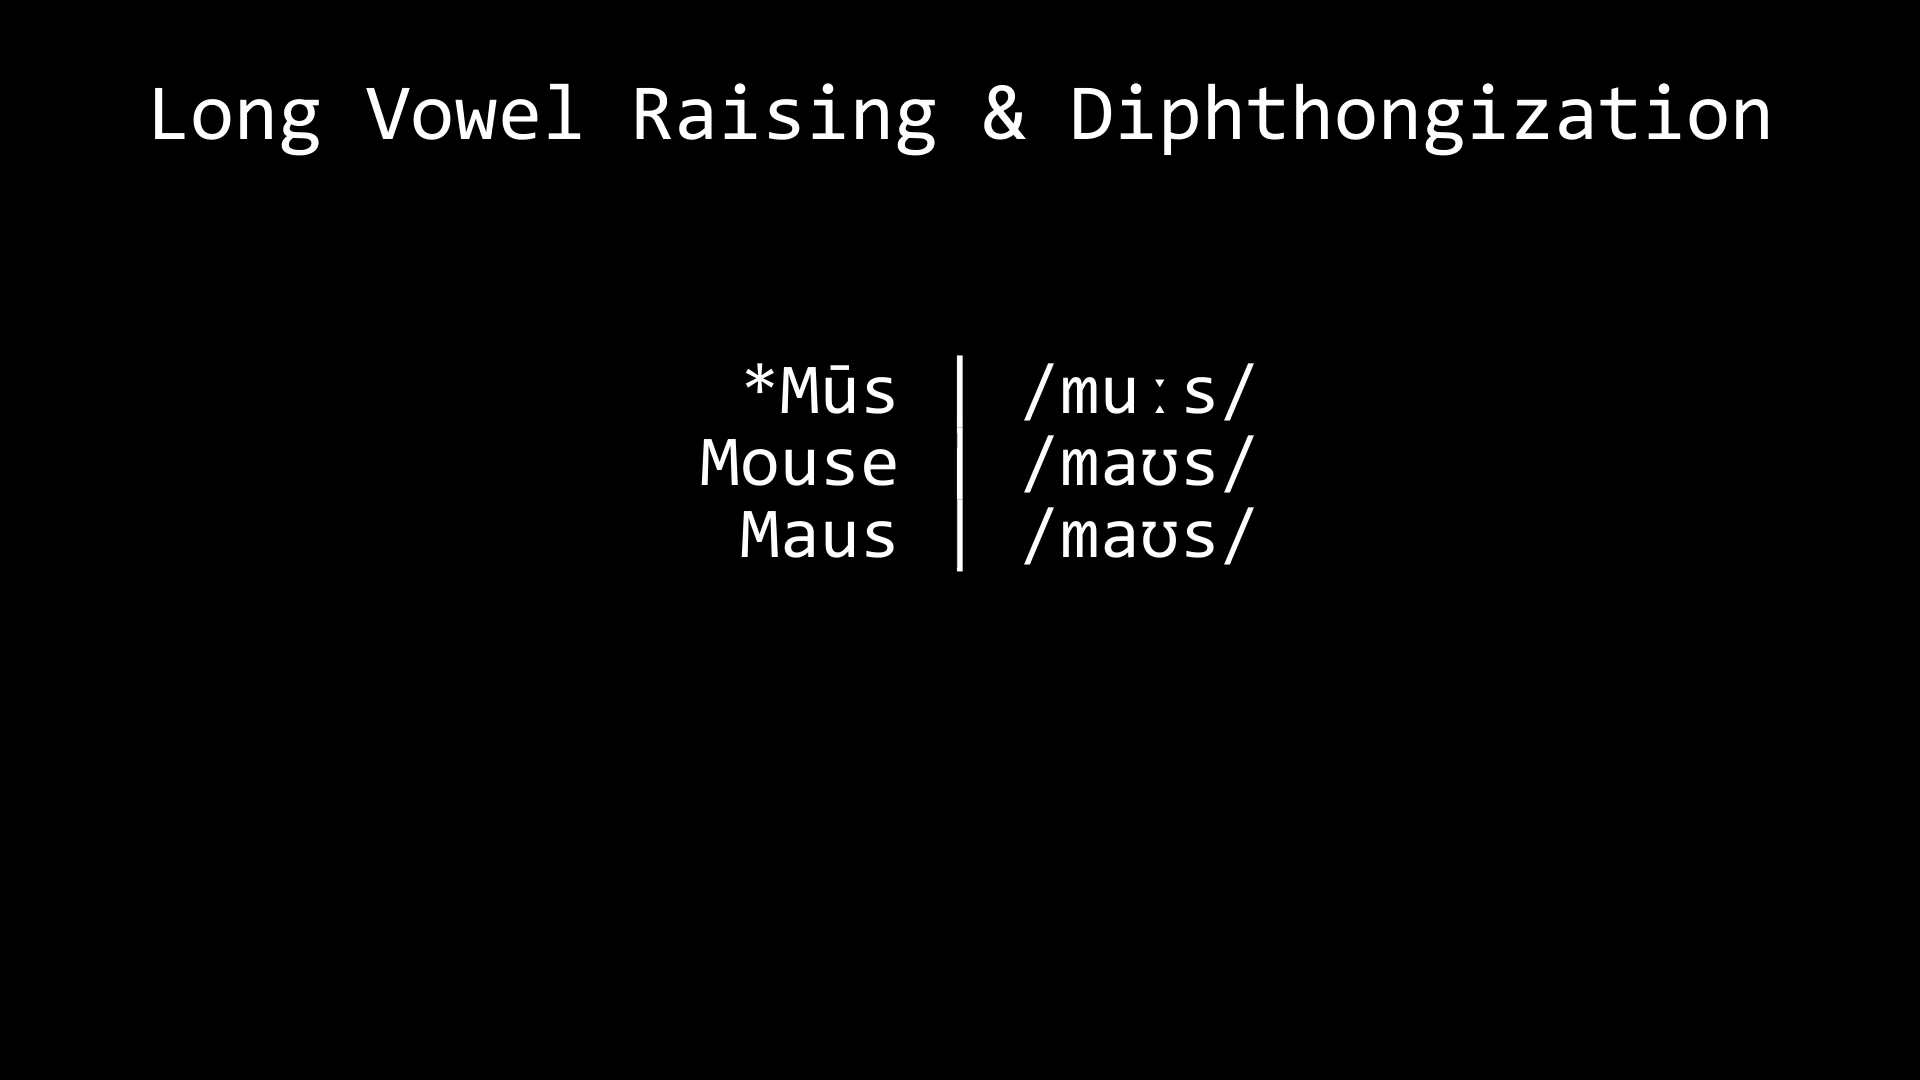 Long Vowel Raising & Diphthongization
*Mūs | /muːs/
Mouse | /maʊs/
Maus | /maʊs/